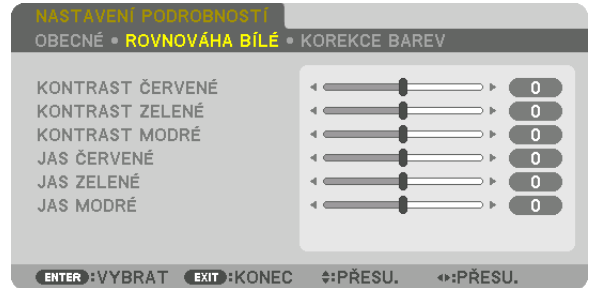 NASTAVENÍ PODROBNOSTÍ
OBECNÉ • ROVNOVÁHA BÍLÉ • KOREKCE BAREV
KONTRAST ČERVENÉ 0
KONTRAST ZELENÉ 0
KONTRAST MODRÉ 0
JAS ČERVENÉ 0
JAS ZELENÉ 0
JAS MODRÉ 0
ENTER:VYBRAT EXIT:KONEC :PŘESU. :PŘESU.